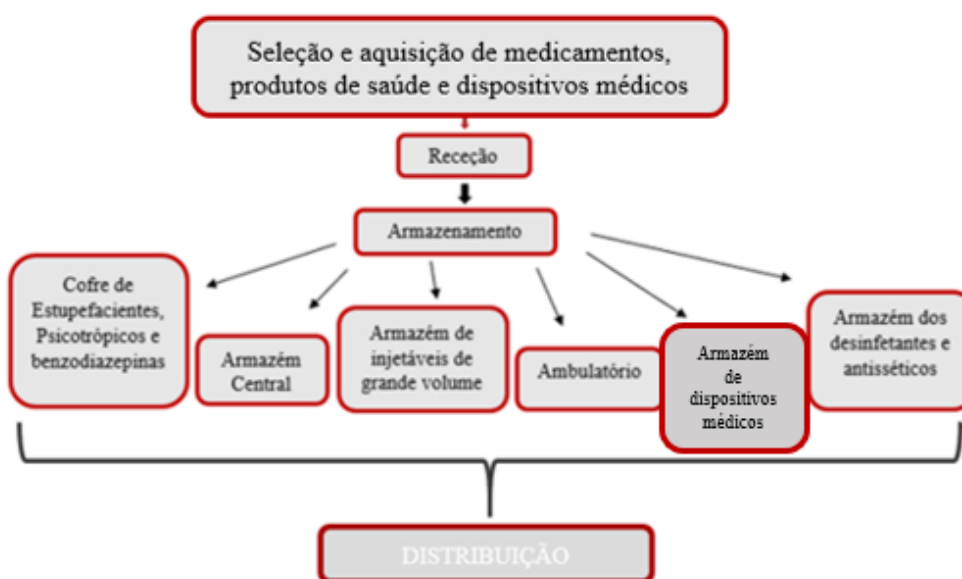 Seleção e aquisição de medicamentos,
produtos de saúde e dispositivos médicos
Receção
Armazenamento
Cofre de
Estupefacientes,
Psicotrópicos e
benzodiazepinas
Armazém
Central
Armazém de
injetáveis de
grande volume
Ambulatório
Armazém
de
dispositivos
médicos
Armazém dos
desinfetantes e
antisséticos
DISTRIBUIÇÃO